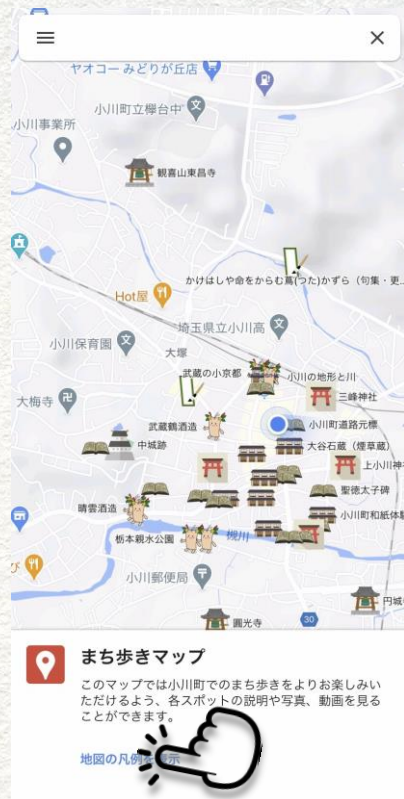 ヤオコー みどりが丘店
小川町立欅台中
小川事業所
観喜山東昌寺
かけはしや命をからむ蔦(つた)かずら（句集・更...
Hot屋
埼玉県立小川高
小川保育園
大塚
武蔵の小京都
小川の地形と川
三峰神社
大梅寺
武蔵鶴酒造
小川町道路元標
大谷石蔵（煙草蔵）
中城跡
上小川神社
聖徳太子碑
晴雲酒造
小川町和紙体験
栃本親水公園
槻川
び
小川郵便局
円城寺
圓光寺
30
まち歩きマップ
このマップでは小川町でのまち歩きをよりお楽しみい
ただけるよう、各スポットの説明や写真、動画を見る
ことができます。
地図の凡例を表示